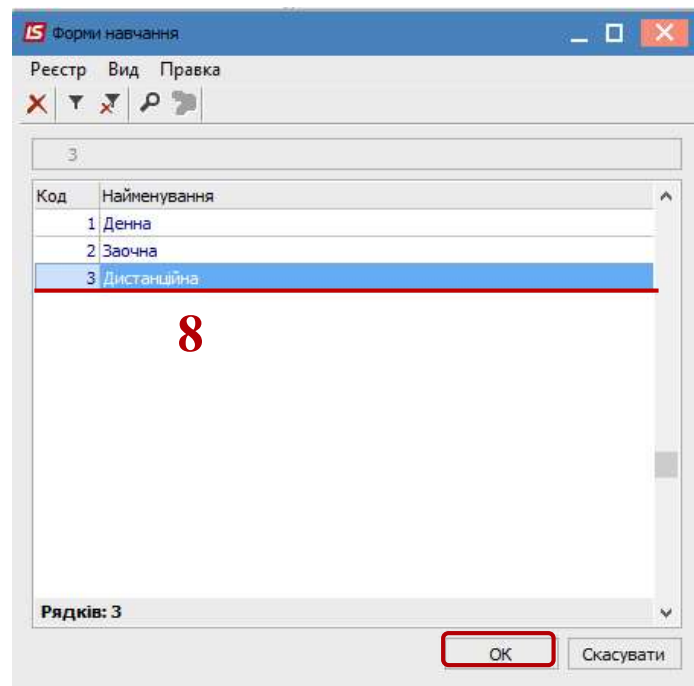 IS Форми навчання
Реєстр Вид Правка
3
Код Найменування
1 Денна
2 Заочна
3 Дистанційна
8
Рядків: 3
OK Скасувати